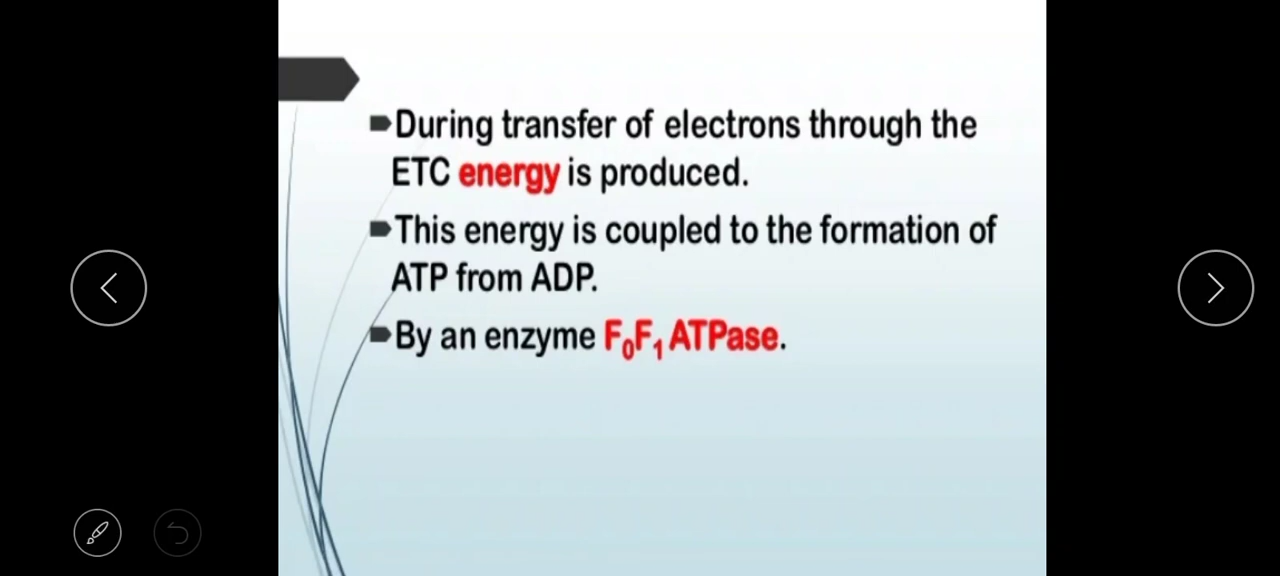 During transfer of electrons through the
ETC energy is produced.
This energy is coupled to the formation of
ATP from ADP.
By an enzyme F₀F₁ ATPase.